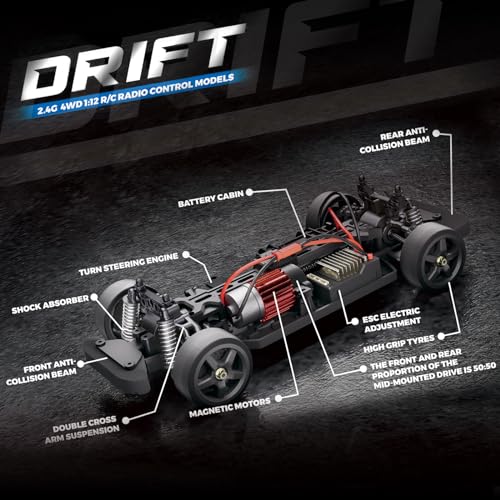 DRIFT
2.4G 4WD 1:12 R/C RADIO CONTROL MODELS
REAR ANTI-
COLLISION BEAM
BATTERY CABIN
TURN STEERING ENGINE
SHOCK ABSORBER
ESC ELECTRIC
ADJUSTMENT
HIGH GRIP TYRES
FRONT ANTI-
COLLISION BEAM
THE FRONT AND REAR
PROPORTION OF THE
MID-MOUNTED DRIVE IS 50:50
MAGNETIC MOTORS
DOUBLE CROSS
ARM SUSPENSION